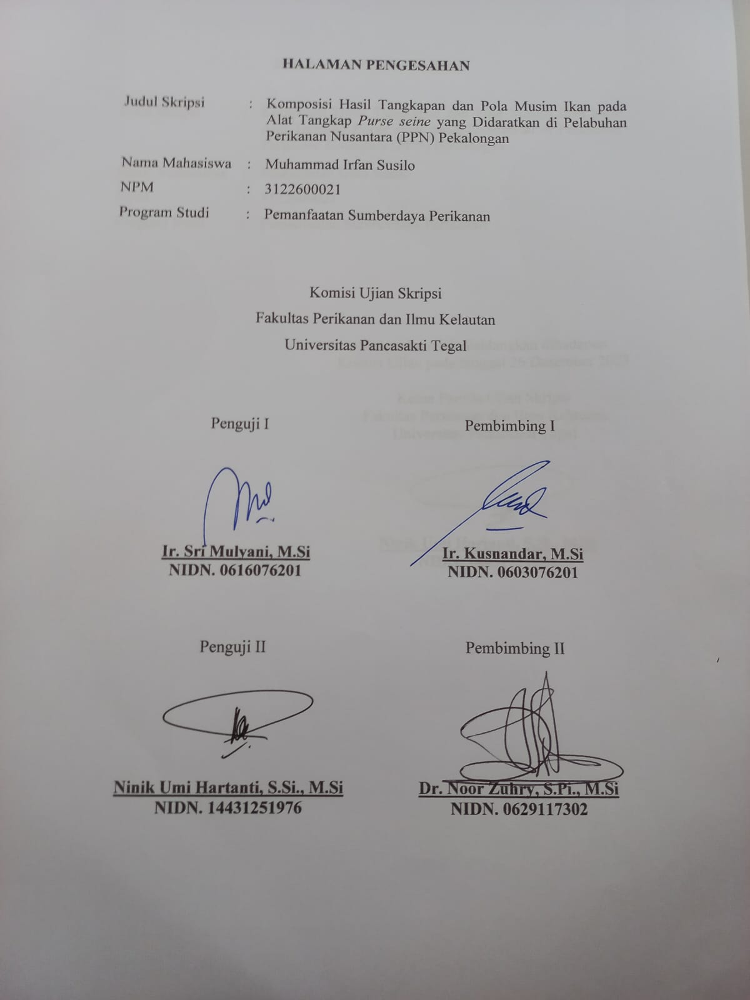 HALAMAN PENGESAHAN
Judul Skripsi : Komposisi Hasil Tangkapan dan Pola Musim Ikan pada
Alat Tangkap Purse seine yang Didaratkan di Pelabuhan
Perikanan Nusantara (PPN) Pekalongan
Nama Mahasiswa : Muhammad Irfan Susilo
NPM : 3122600021
Program Studi : Pemanfaatan Sumberdaya Perikanan
Komisi Ujian Skripsi
Fakultas Perikanan dan Ilmu Kelautan
Universitas Pancasakti Tegal
Penguji I
Ir. Sri Mulyani, M.Si
NIDN. 0616076201
Pembimbing I
Ir. Kusnandar, M.Si
NIDN. 0603076201
Penguji II
Ninik Umi Hartanti, S.Si., M.Si
NIDN. 14431251976
Pembimbing II
Dr. Noor Zuhry, S.Pi., M.Si
NIDN. 0629117302